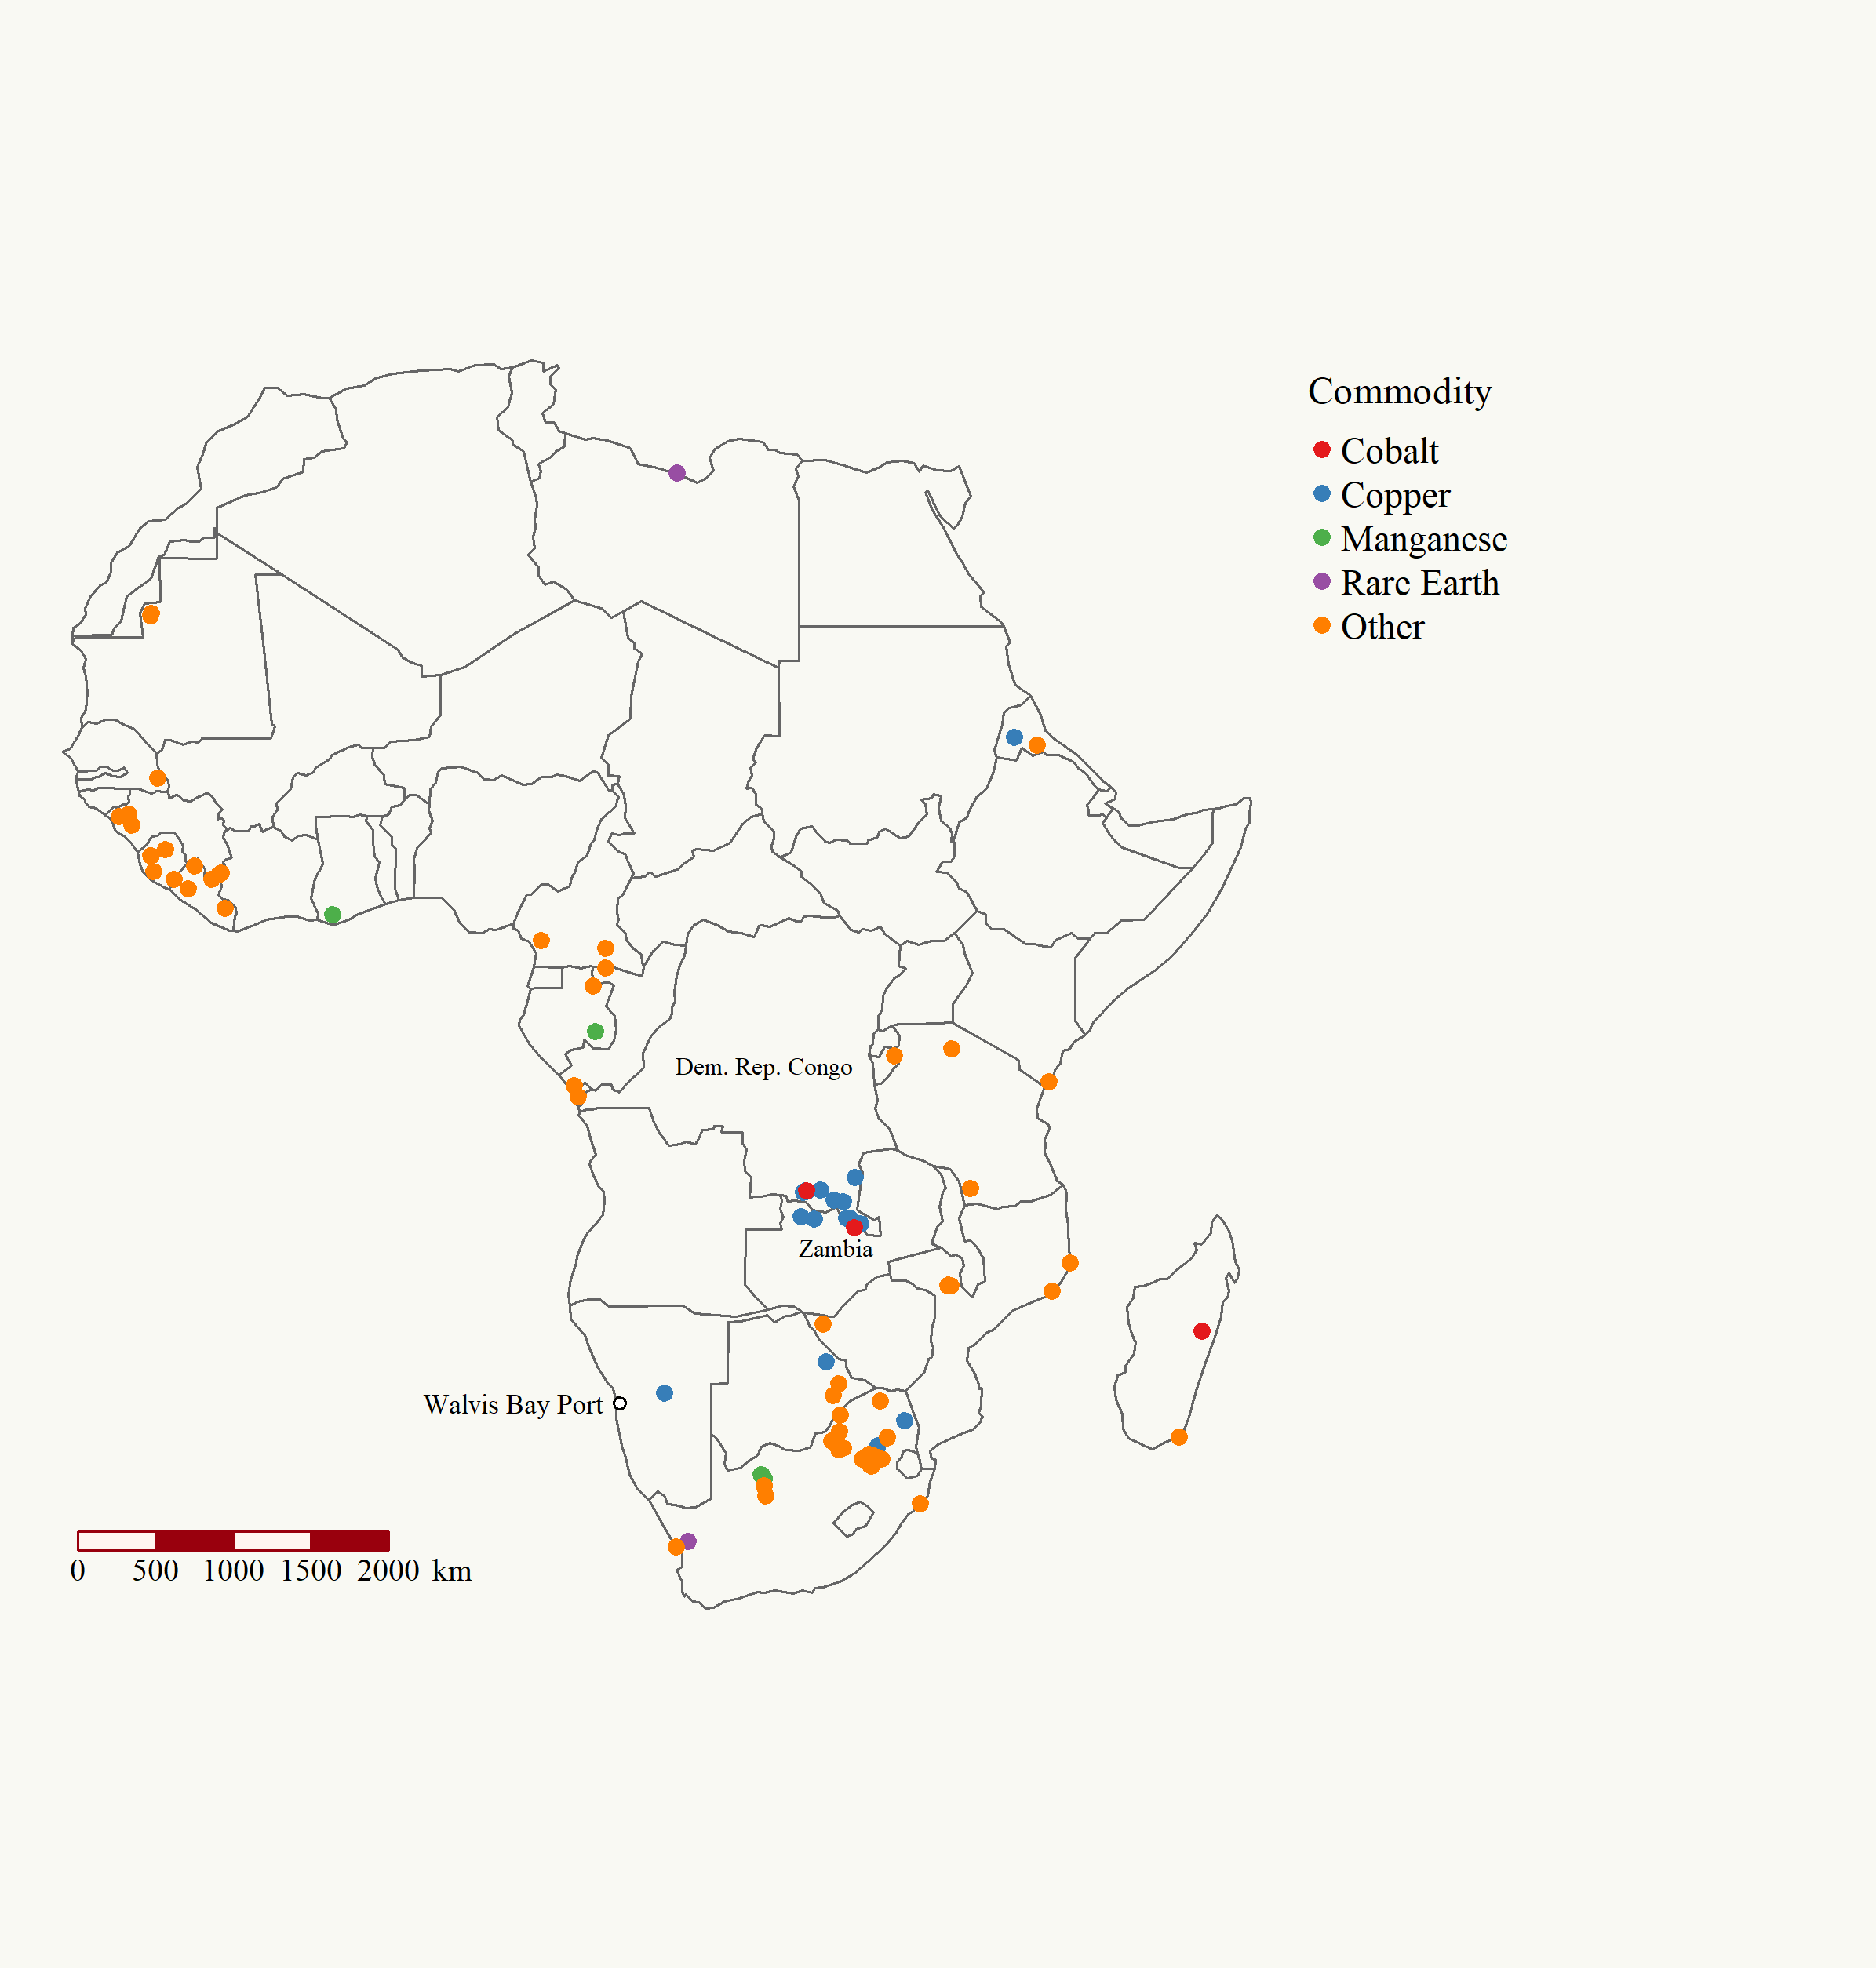 Commodity
Cobalt
Copper
Manganese
Rare Earth
Other
Dem. Rep. Congo
Zambia
Walvis Bay Port
0 500 1000 1500 2000 km